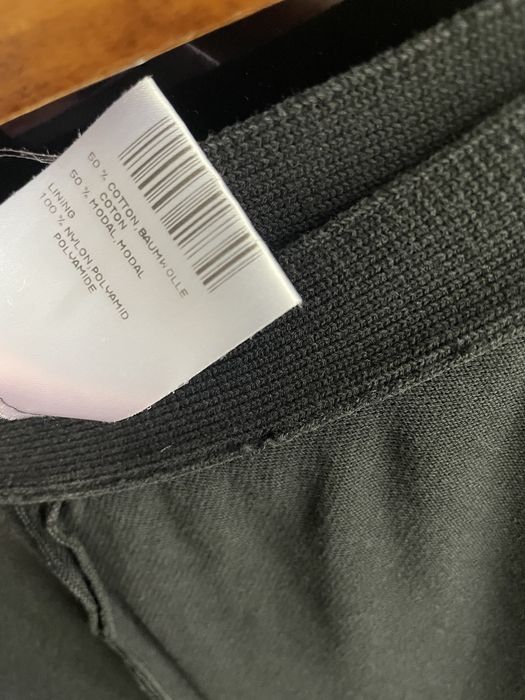 50 % COTTON, BAUMWOLLE
COTON
50 % MODAL, MODAL
LINING
100 % NYLON, POLYAMID
POLYAMIDE